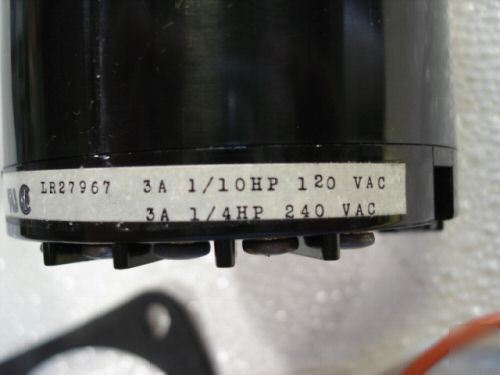 LR27967 3A 1/10HP 120 VAC
3A 1/4HP 240 VAC